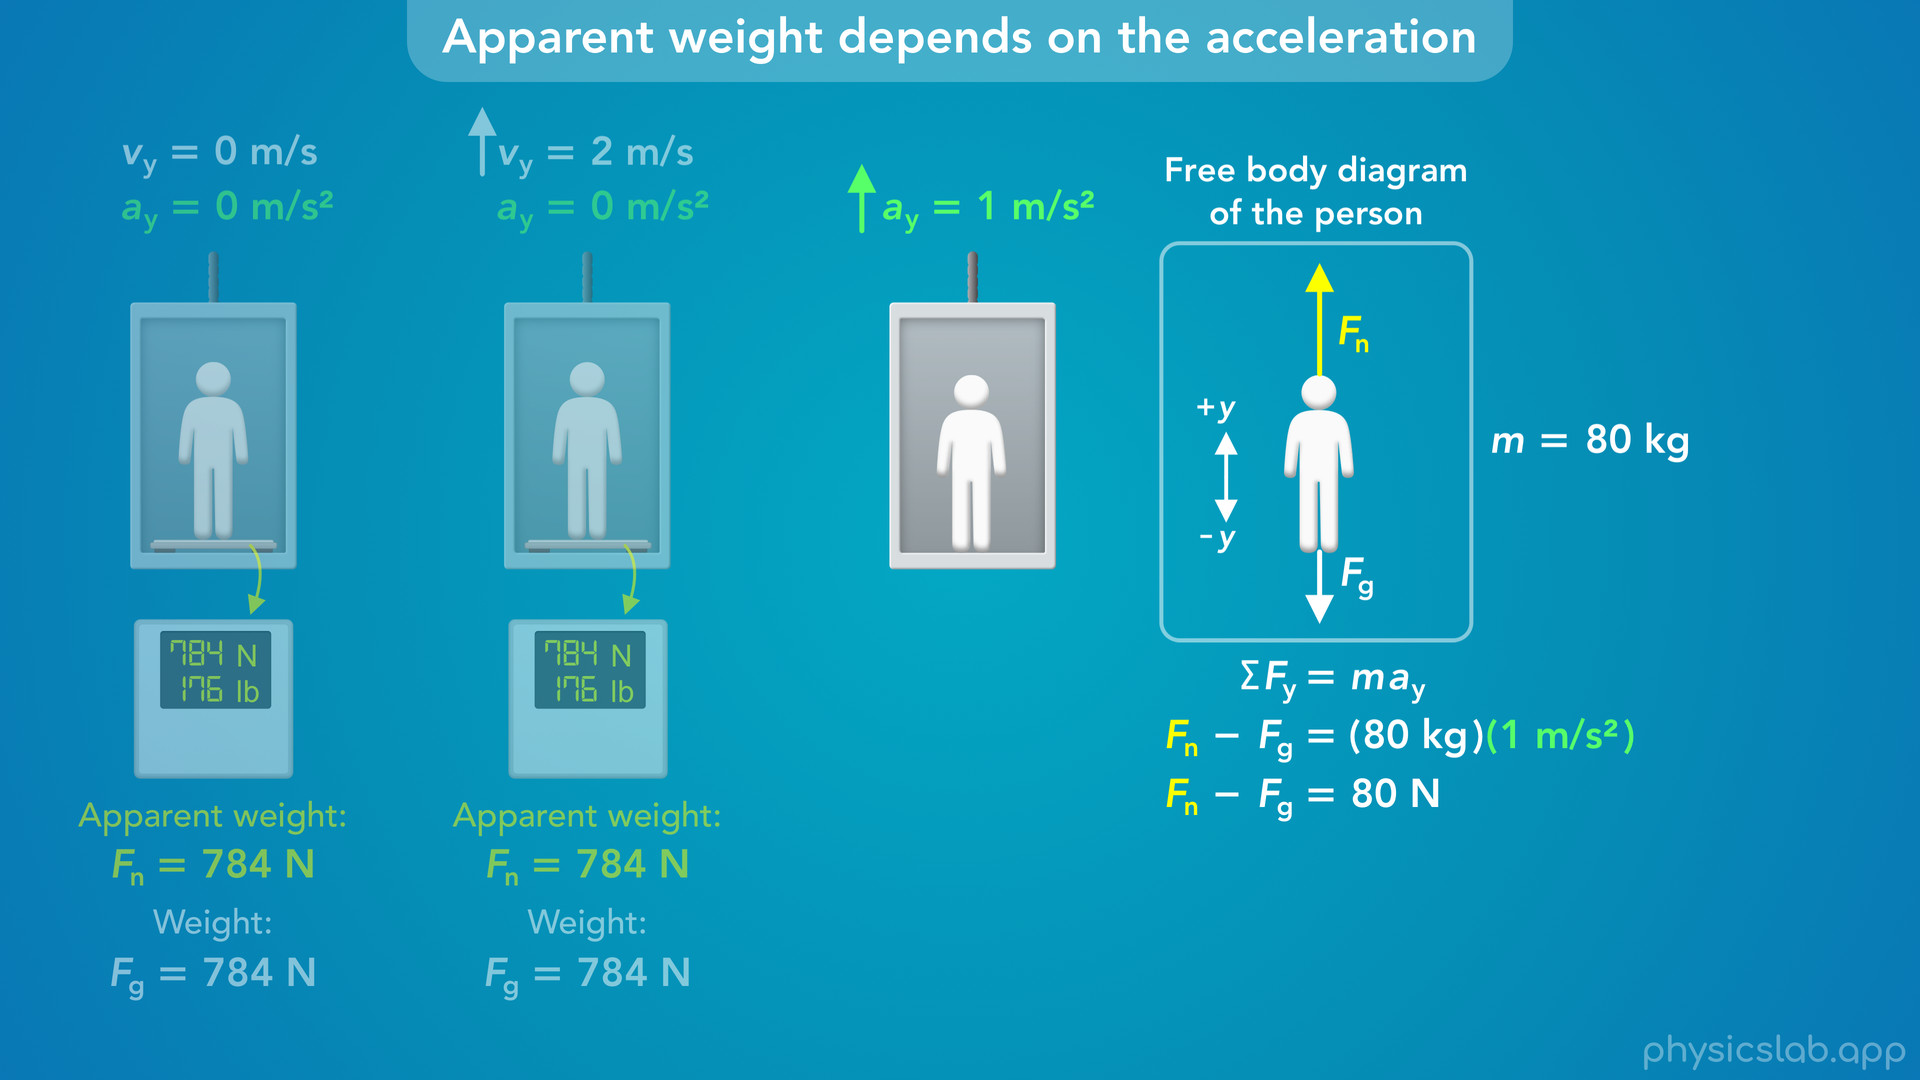 Apparent weight depends on the acceleration
vy = 0 m/s
ay = 0 m/s²
784 N
176 lb
Apparent weight:
Fn = 784 N
Weight:
Fg = 784 N
vy = 2 m/s
ay = 0 m/s²
784 N
176 lb
Apparent weight:
Fn = 784 N
Weight:
Fg = 784 N
ay = 1 m/s²
Free body diagram
of the person
Fn
+y
−y
Fg
m = 80 kg
ΣFy = may
Fn − Fg = (80 kg)(1 m/s²)
Fn − Fg = 80 N
physicslab.app